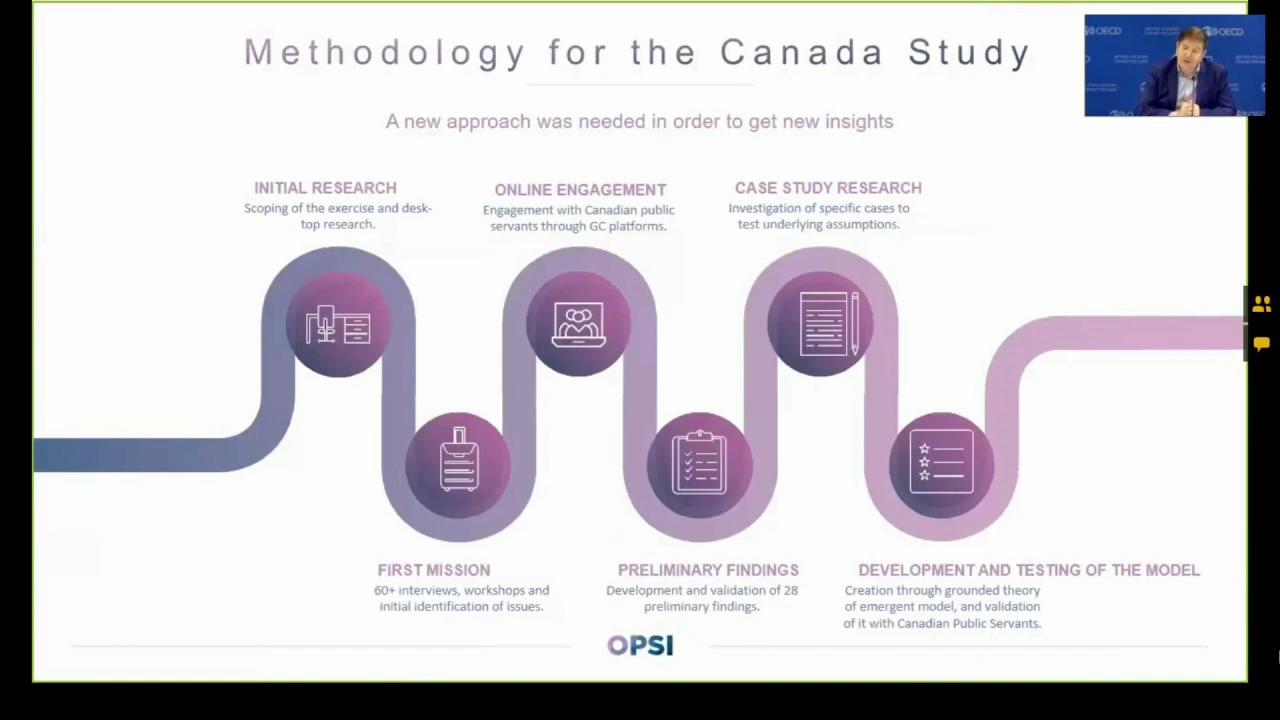 Methodology for the Canada Study
OECD
OECD
A new approach was needed in order to get new insights
INITIAL RESEARCH
Scoping of the exercise and desk-
top research.
ONLINE ENGAGEMENT
Engagement with Canadian public
servants through GC platforms.
CASE STUDY RESEARCH
Investigation of specific cases to
test underlying assumptions.
FIRST MISSION
60+ interviews, workshops and
initial identification of issues.
PRELIMINARY FINDINGS
Development and validation of 28
preliminary findings.
DEVELOPMENT AND TESTING OF THE MODEL
Creation through grounded theory
of emergent model, and validation
of it with Canadian Public Servants.
OPSI